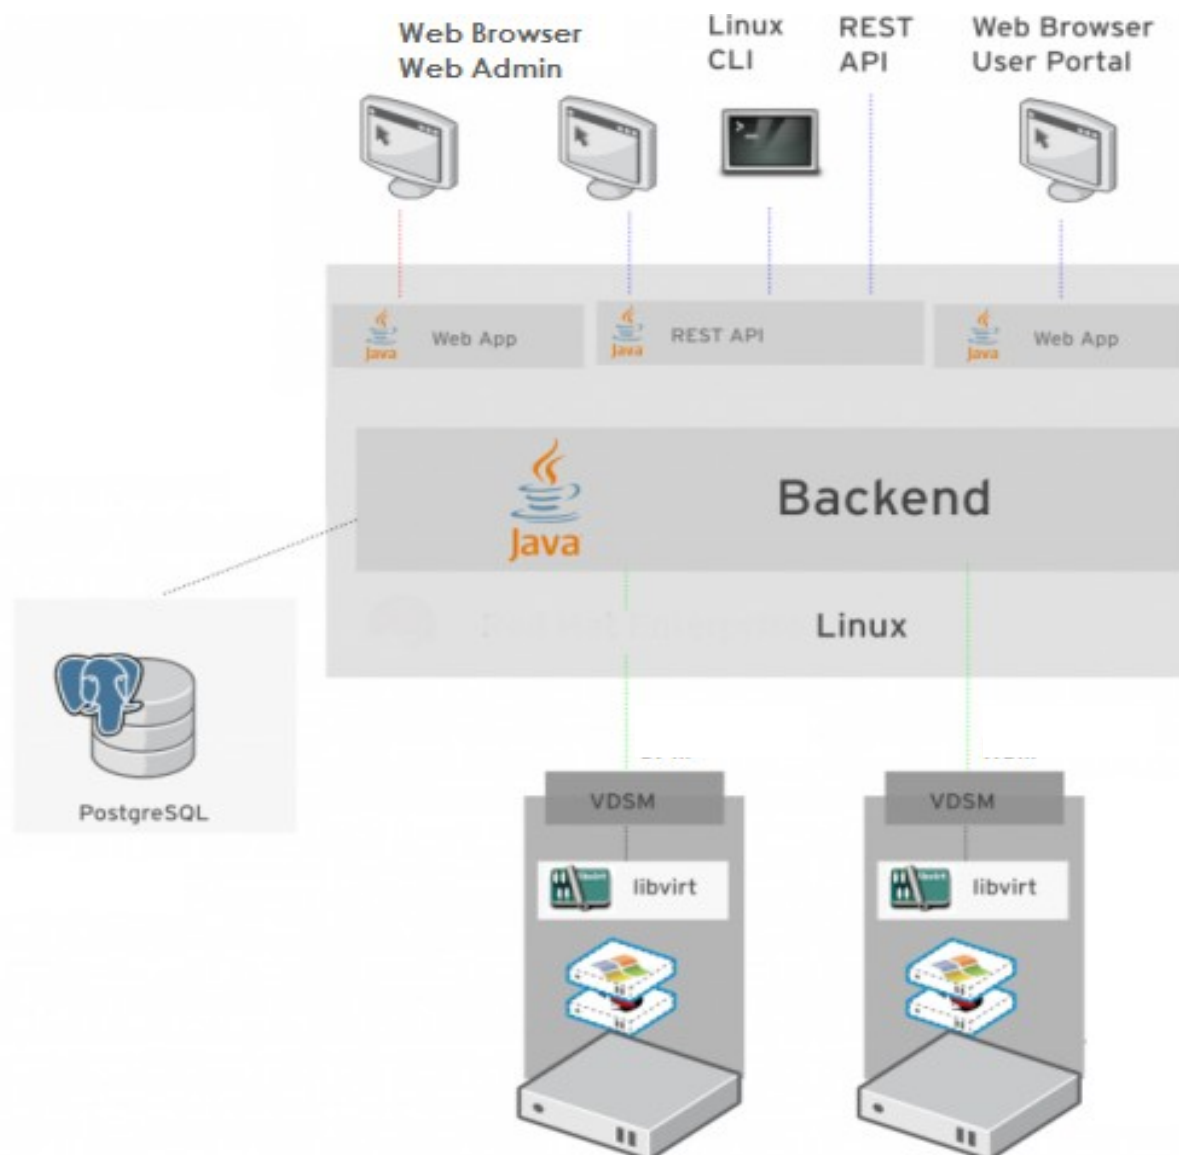 Web Browser
Web Admin
Linux
CLI
REST
API
Web Browser
User Portal
Java
Web App
Java
REST API
Java
Web App
Java
Backend
Linux
PostgreSQL
VDSM
VDSM
libvirt
libvirt